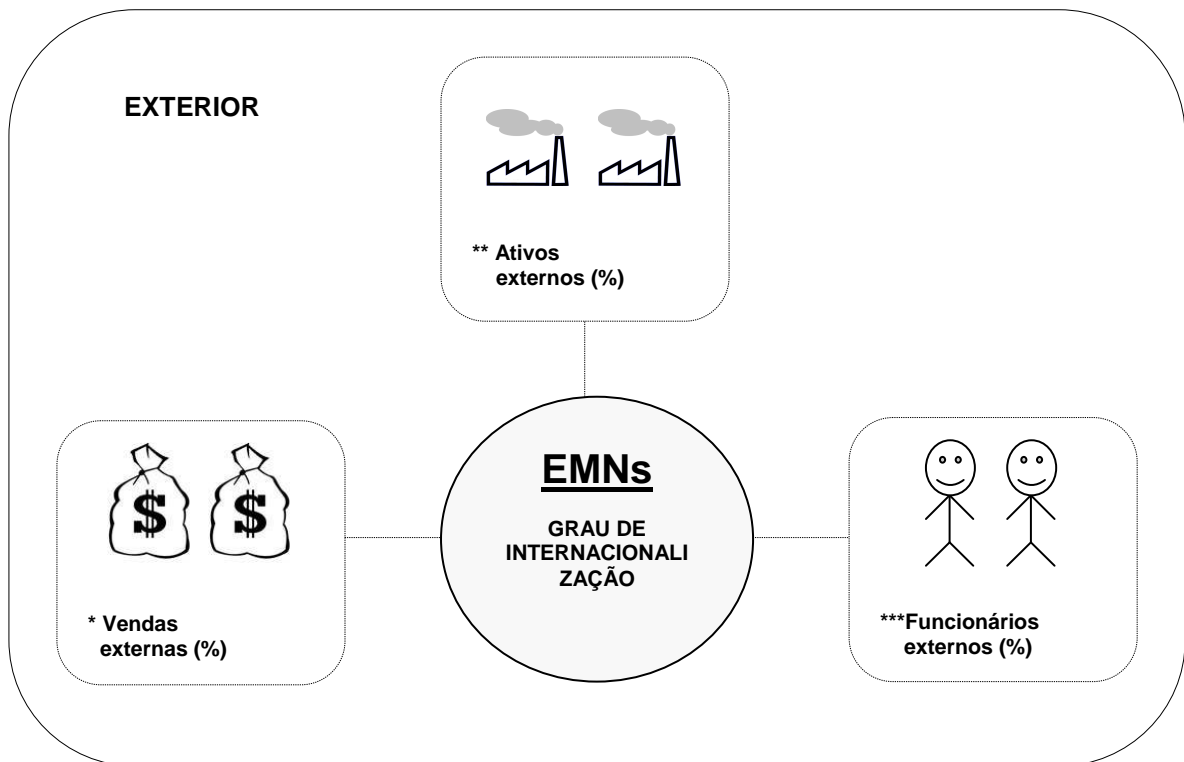 EXTERIOR
** Ativos
externos (%)
EMNs
GRAU DE
INTERNACIONALI
ZAÇÃO
$ $
* Vendas
externas (%)
***Funcionários
externos (%)